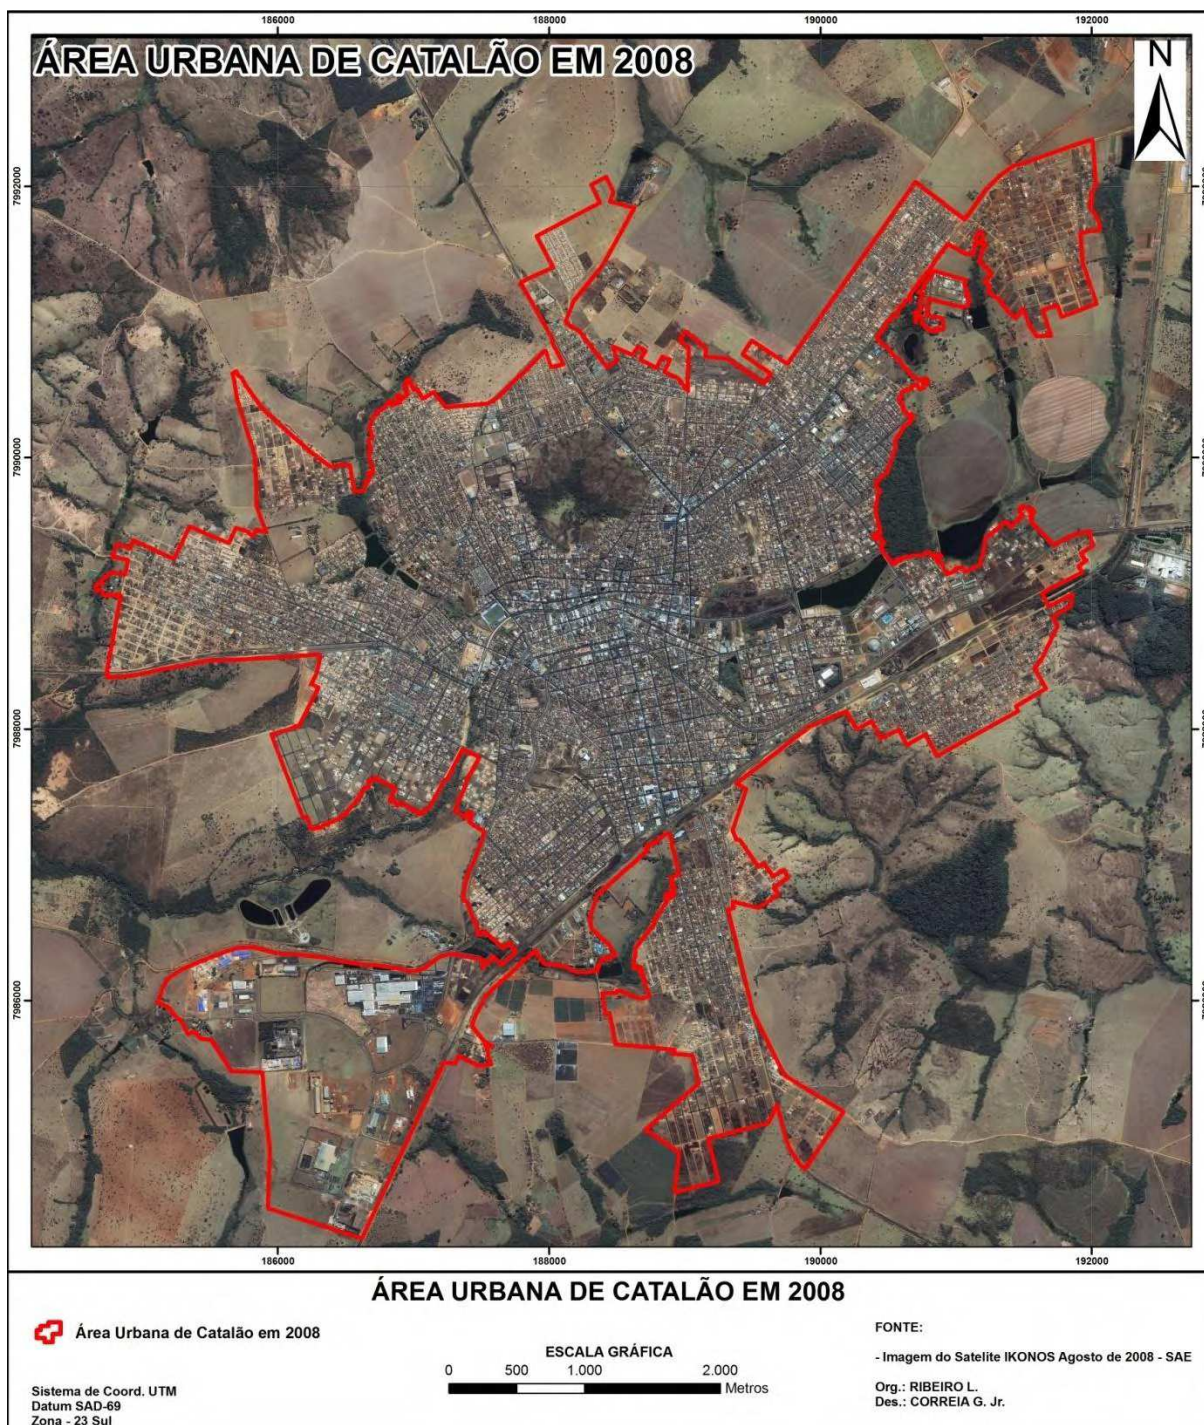 186000 188000 190000 192000
ÁREA URBANA DE CATALÃO EM 2008
N
7992000
7990000
7988000
7986000
186000 188000 190000 192000
ÁREA URBANA DE CATALÃO EM 2008
Área Urbana de Catalão em 2008
Sistema de Coord. UTM
Datum SAD-69
Zona - 23 Sul
ESCALA GRÁFICA
0 500 1.000 2.000
Metros
FONTE:
- Imagem do Satelite IKONOS Agosto de 2008 - SAE
Org.: RIBEIRO L.
Des.: CORREIA G. Jr.